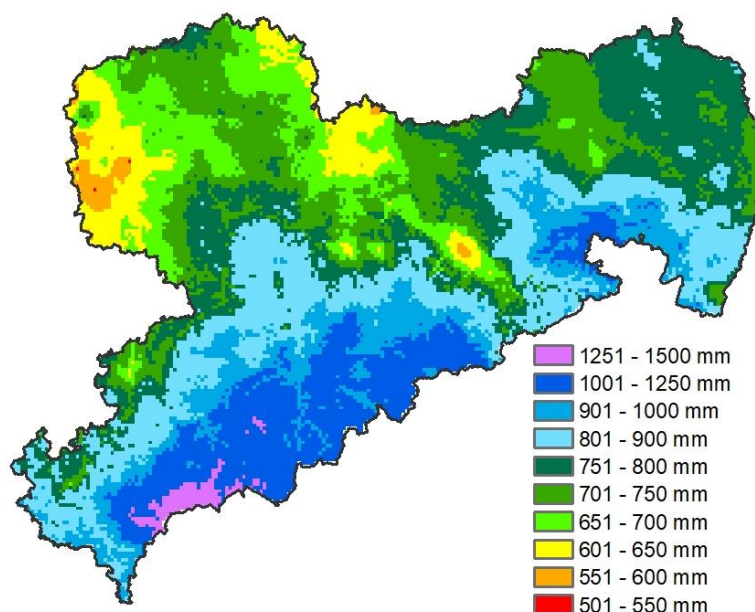 1251 - 1500 mm
1001 - 1250 mm
901 - 1000 mm
801 - 900 mm
751 - 800 mm
701 - 750 mm
651 - 700 mm
601 - 650 mm
551 - 600 mm
501 - 550 mm